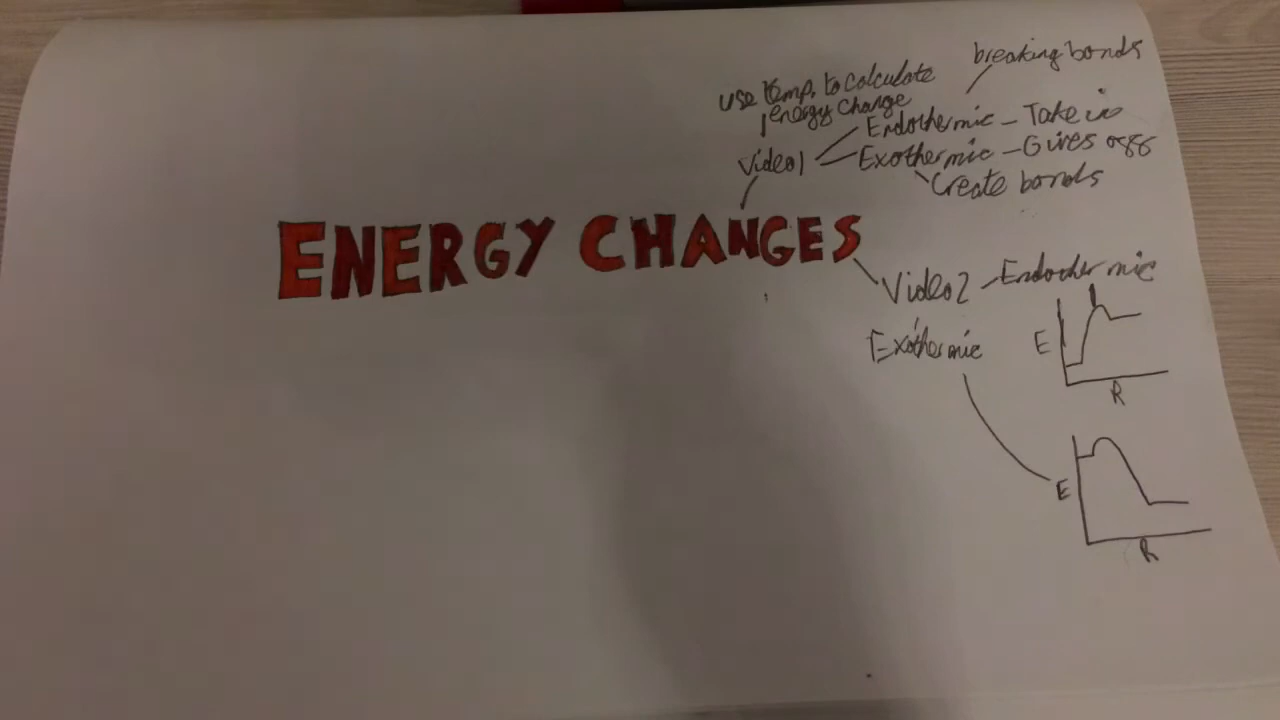 breaking bonds
use temp. to calculate
energy change
Endothermic - Take in
Video1
Exothermic - Gives off
Create bonds
ENERGY CHANGES
Video2 - Endothermic
Exothermic
E
R
E
R